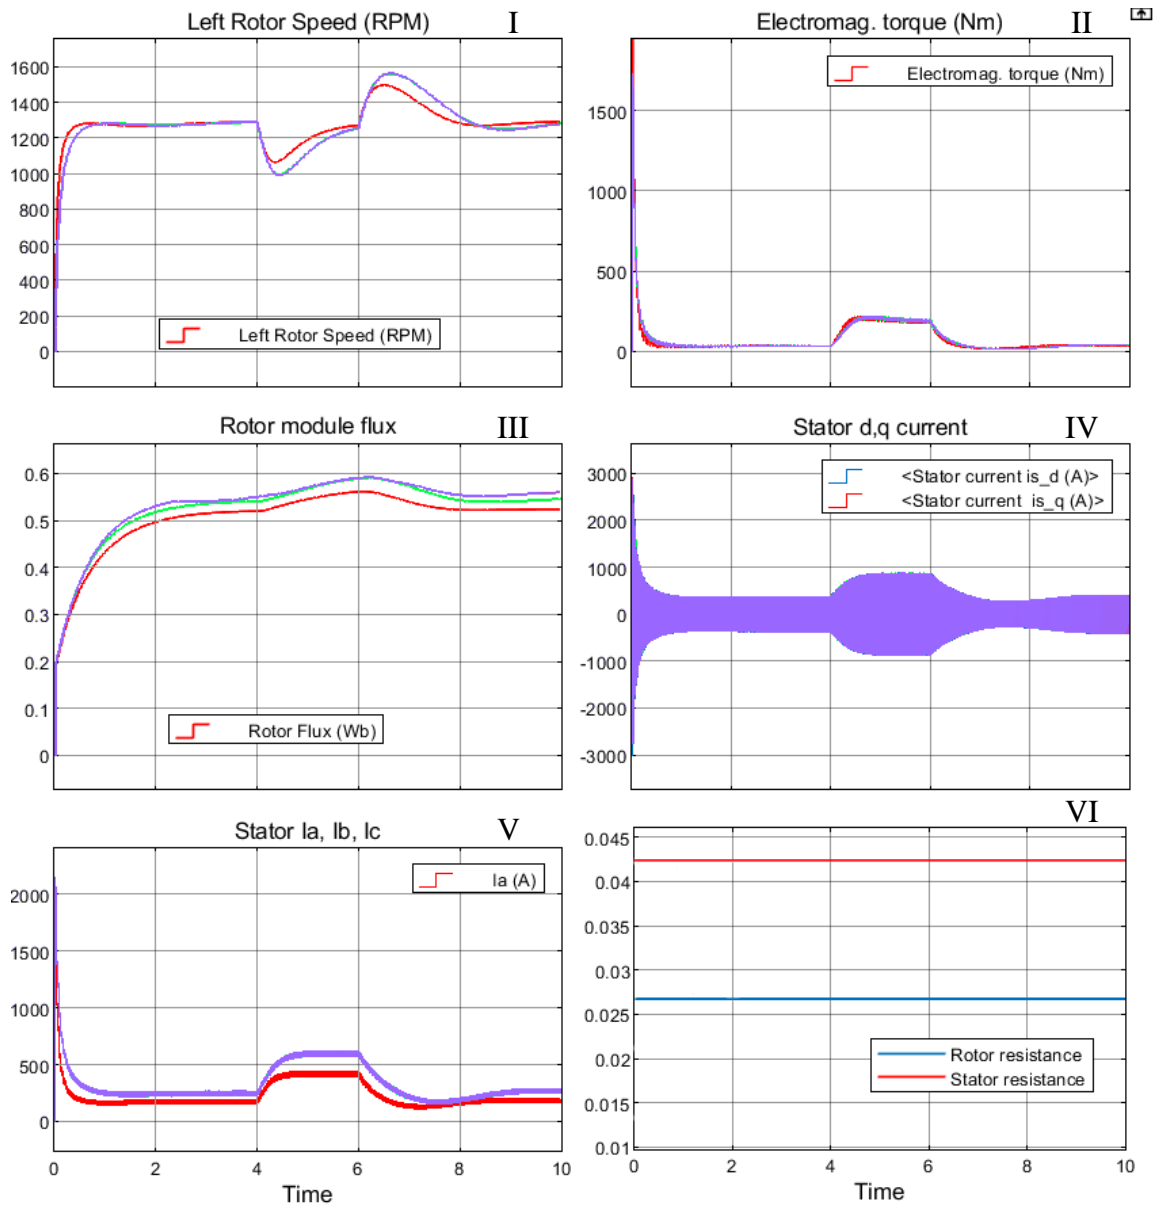 Left Rotor Speed (RPM) I
1600
1400
1200
1000
800
600
400
200
0
Left Rotor Speed (RPM)
Electromag. torque (Nm) II
1500
1000
500
0
Electromag. torque (Nm)
Rotor module flux III
0.6
0.5
0.4
0.3
0.2
0.1
0
Rotor Flux (Wb)
Stator d,q current IV
3000
2000
1000
0
-1000
-2000
-3000
<Stator current is_d (A)>
<Stator current is_q (A)>
Stator Ia, Ib, Ic V
2000
1500
1000
500
0
Ia (A)
0 2 4 6 8 10
Time
VI
0.045
0.04
0.035
0.03
0.025
0.02
0.015
0.01
Rotor resistance
Stator resistance
0 2 4 6 8 10
Time